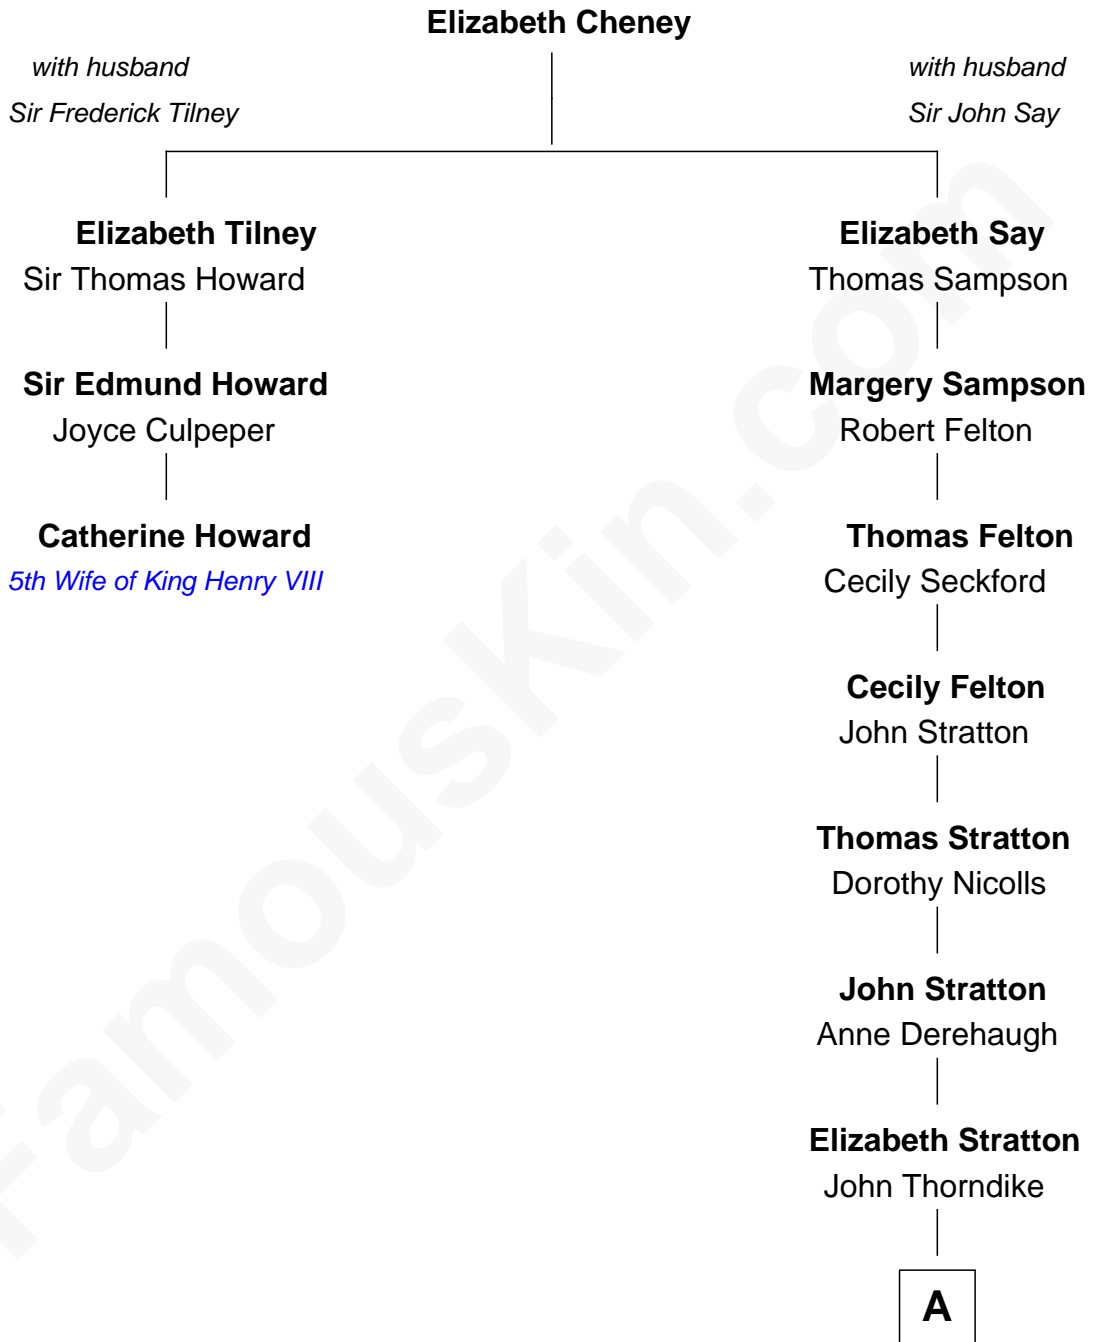 Elizabeth Cheney
with husband
Sir Frederick Tilney
with husband
Sir John Say
Elizabeth Tilney
Sir Thomas Howard
Sir Edmund Howard
Joyce Culpeper
Catherine Howard
5th Wife of King Henry VIII
Elizabeth Say
Thomas Sampson
Margery Sampson
Robert Felton
Thomas Felton
Cecily Seckford
Cecily Felton
John Stratton
Thomas Stratton
Dorothy Nicolls
John Stratton
Anne Derehaugh
Elizabeth Stratton
John Thorndike
A
FamousKin.com